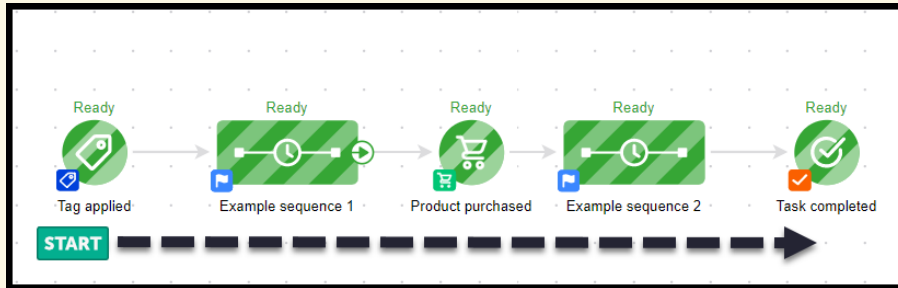 Ready Ready Ready Ready Ready
Tag applied Example sequence 1 Product purchased Example sequence 2 Task completed
START